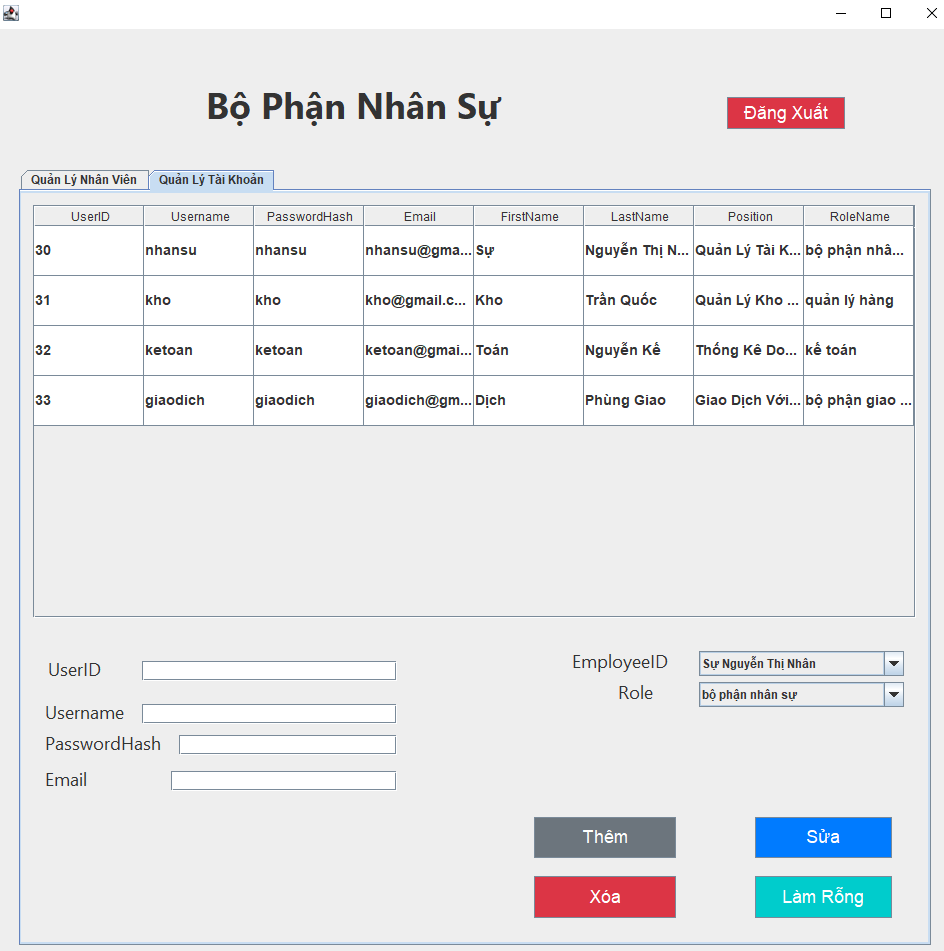 Bộ Phận Nhân Sự
Đăng Xuất
Quản Lý Nhân Viên Quản Lý Tài Khoản
UserID Username PasswordHash Email FirstName LastName Position RoleName
30 nhansu nhansu nhansu@gma... Sự Nguyễn Thị N... Quản Lý Tài K... bộ phận nhâ...
31 kho kho kho@gmail.c... Kho Trần Quốc Quản Lý Kho ... quản lý hàng
32 ketoan ketoan ketoan@gmai... Toán Nguyễn Kế Thống Kê Do... kế toán
33 giaodich giaodich giaodich@gm... Dịch Phùng Giao Giao Dịch Với... bộ phận giao ...
UserID
EmployeeID Sự Nguyễn Thị Nhân
Role bộ phận nhân sự
Username
PasswordHash
Email
Thêm Sửa
Xóa Làm Rỗng